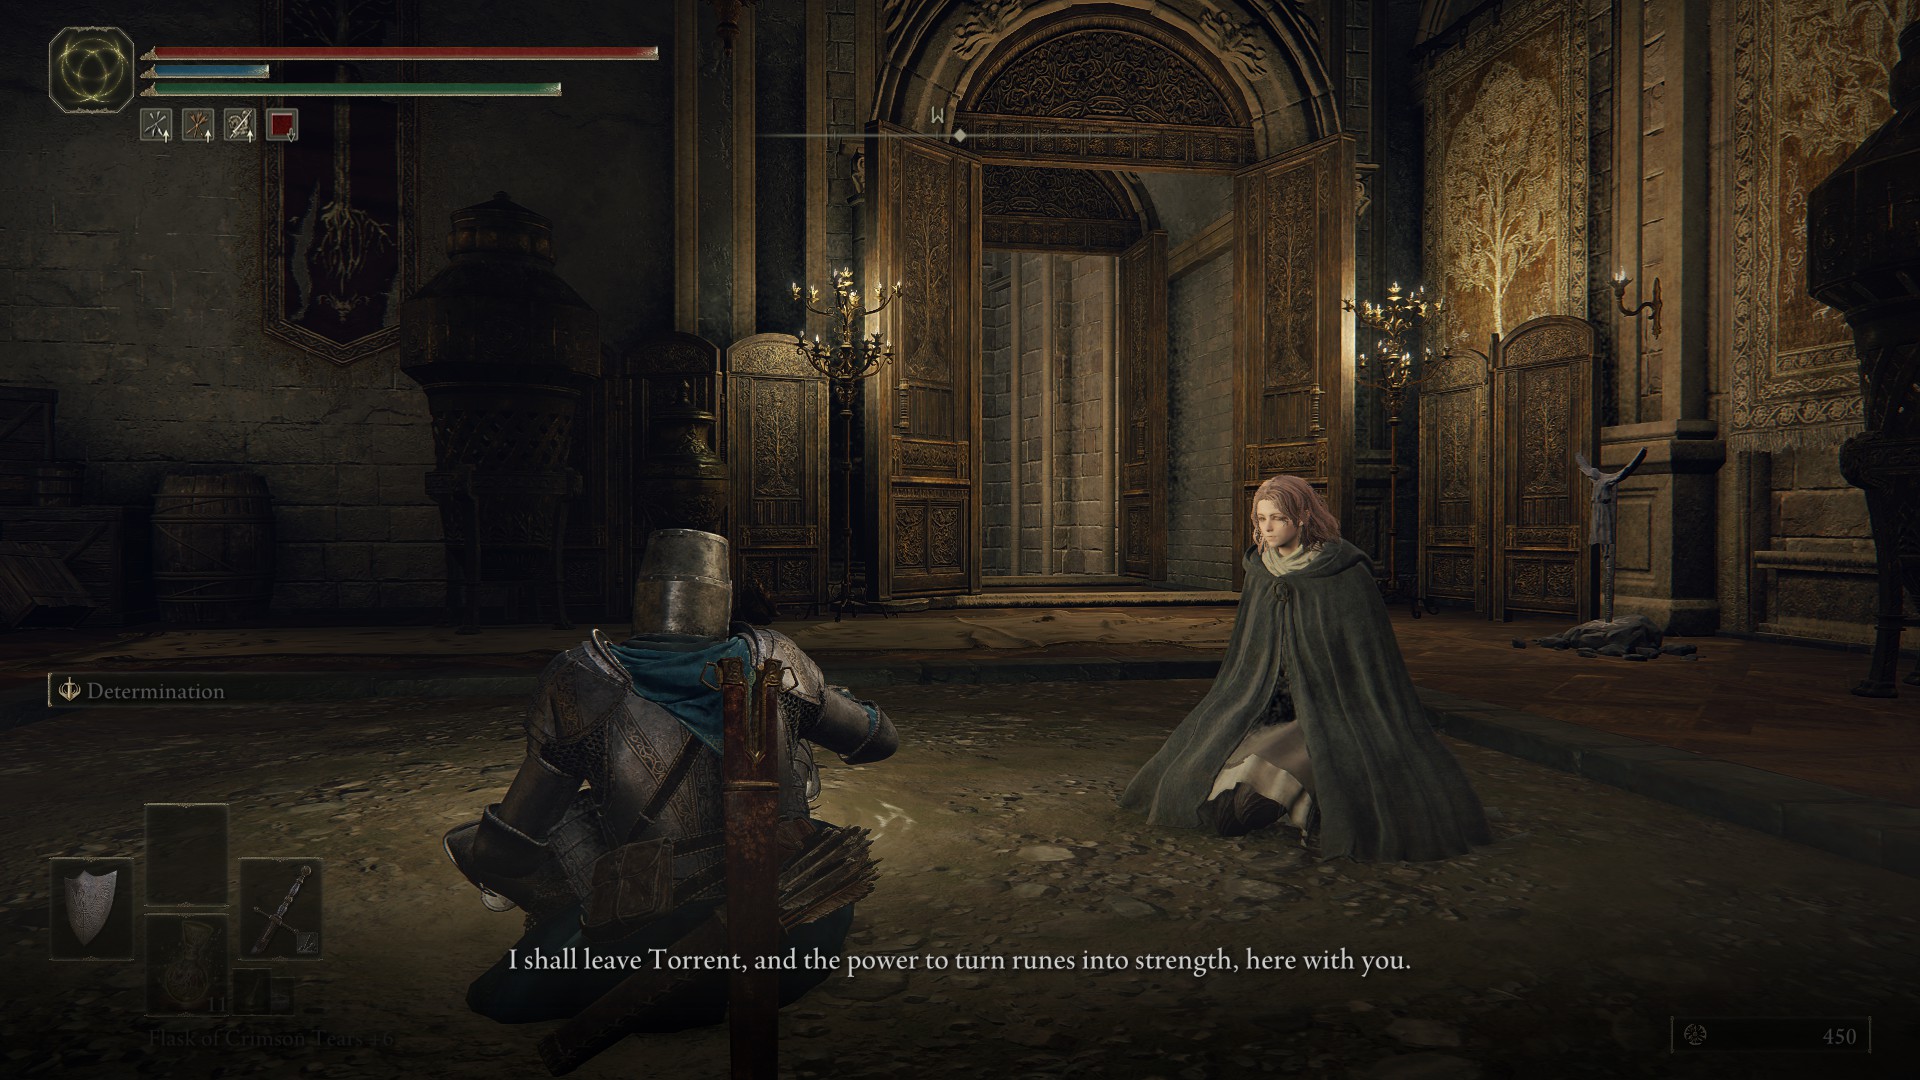 W
Determination
I shall leave Torrent, and the power to turn runes into strength, here with you.
11
Flask of Crimson Tears +6
450